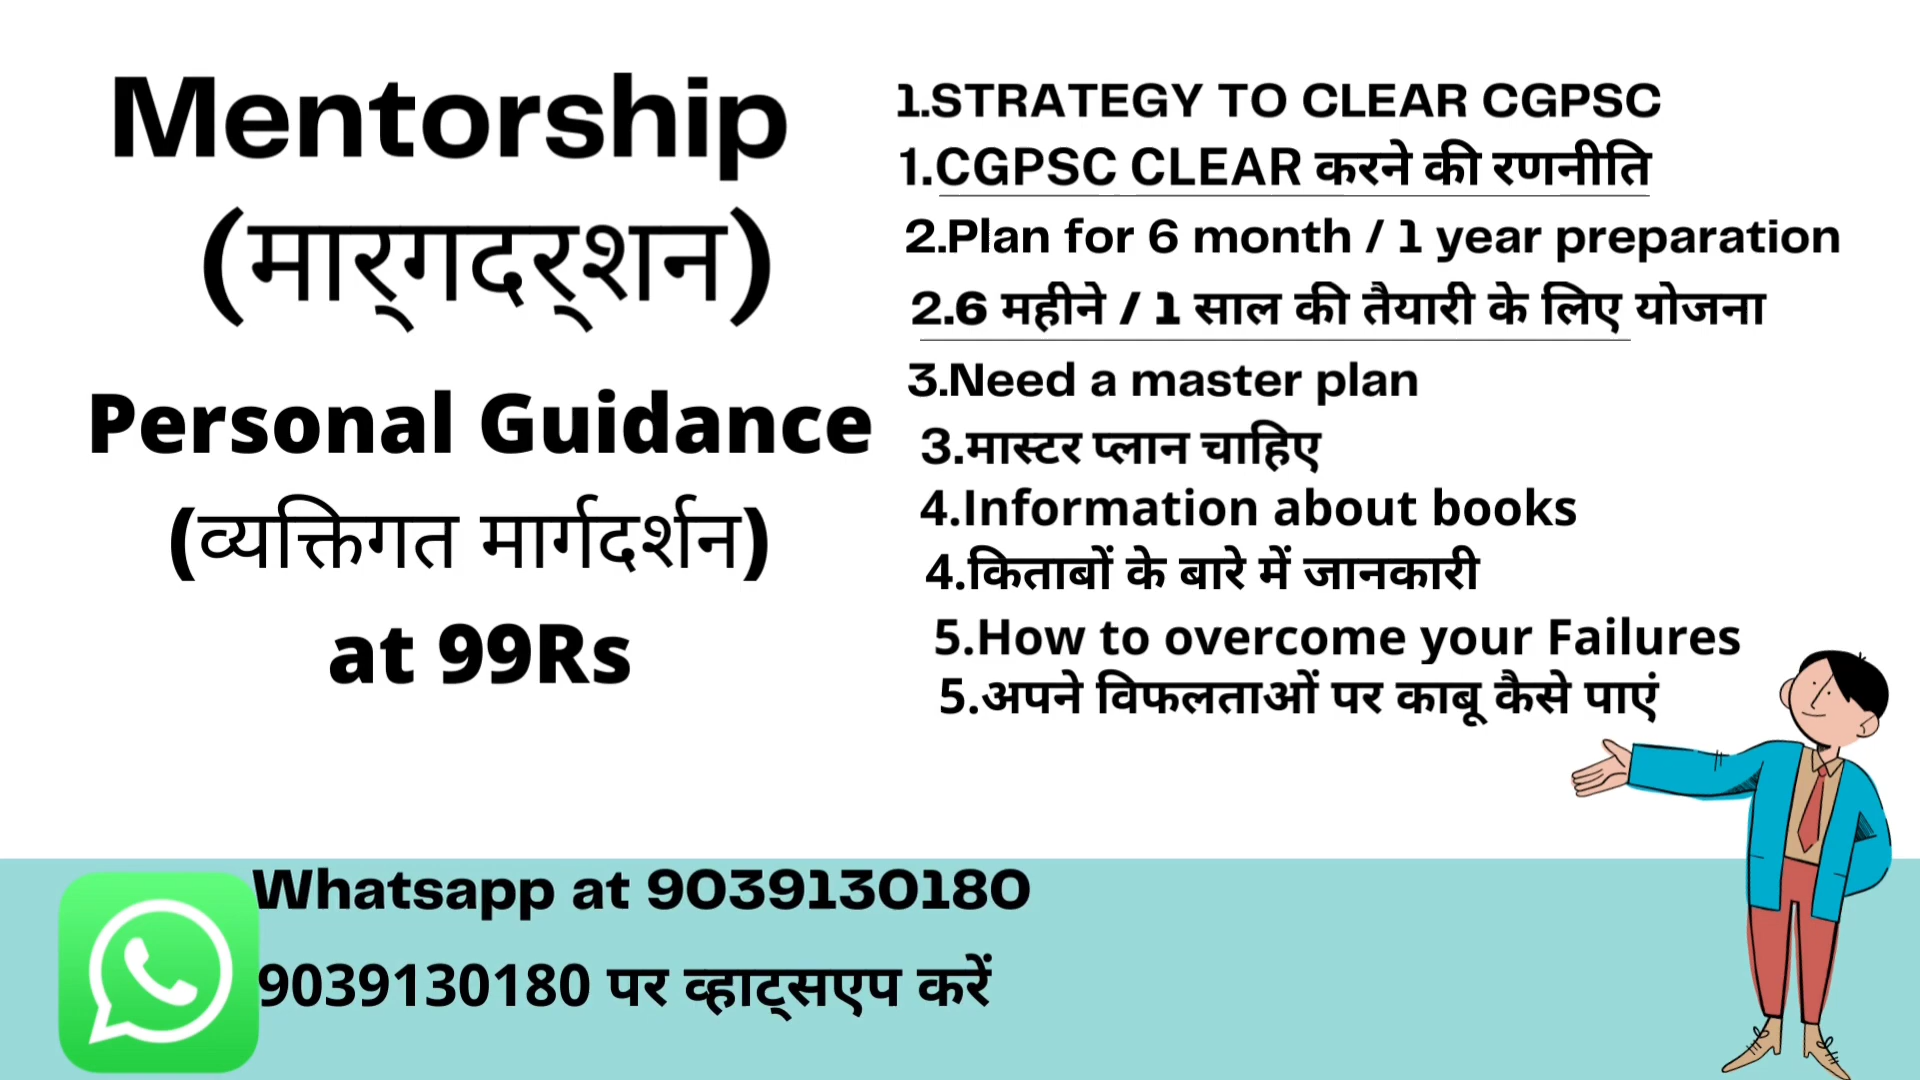 Mentorship
(मार्‌गदर्‌शन)
Personal Guidance
(व्यक्तिगत मार्गदर्शन)
at 99Rs
1.STRATEGY TO CLEAR CGPSC
1.CGPSC CLEAR करने की रणनीति
2.Plan for 6 month / 1 year preparation
2.6 महीने / 1 साल की तैयारी के लिए योजना
3.Need a master plan
3.मास्टर प्लान चाहिए
4.Information about books
4.किताबों के बारे में जानकारी
5.How to overcome your Failures
5.अपने विफलताओं पर काबू कैसे पाएं
Whatsapp at 9039130180
9039130180 पर व्हाट्सएप करें